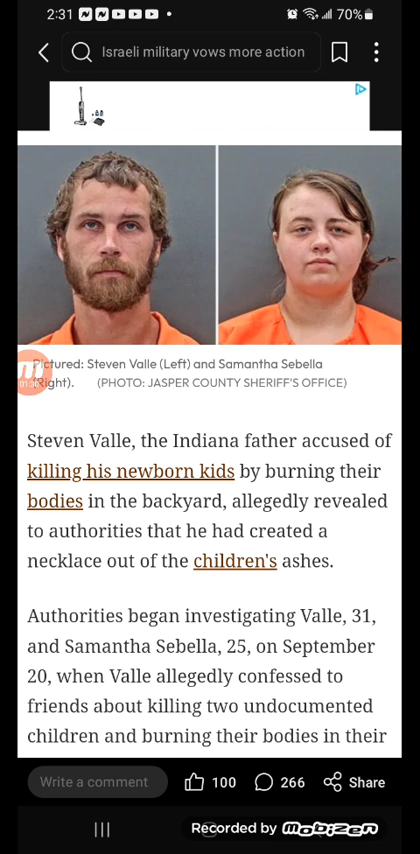 2:31
70%
Israeli military vows more action
Pictured: Steven Valle (Left) and Samantha Sebella
(Right). (PHOTO: JASPER COUNTY SHERIFF'S OFFICE)
Steven Valle, the Indiana father accused of
killing his newborn kids by burning their
bodies in the backyard, allegedly revealed
to authorities that he had created a
necklace out of the children's ashes.
Authorities began investigating Valle, 31,
and Samantha Sebella, 25, on September
20, when Valle allegedly confessed to
friends about killing two undocumented
children and burning their bodies in their
Write a comment 100 266 Share
Recorded by mobizen